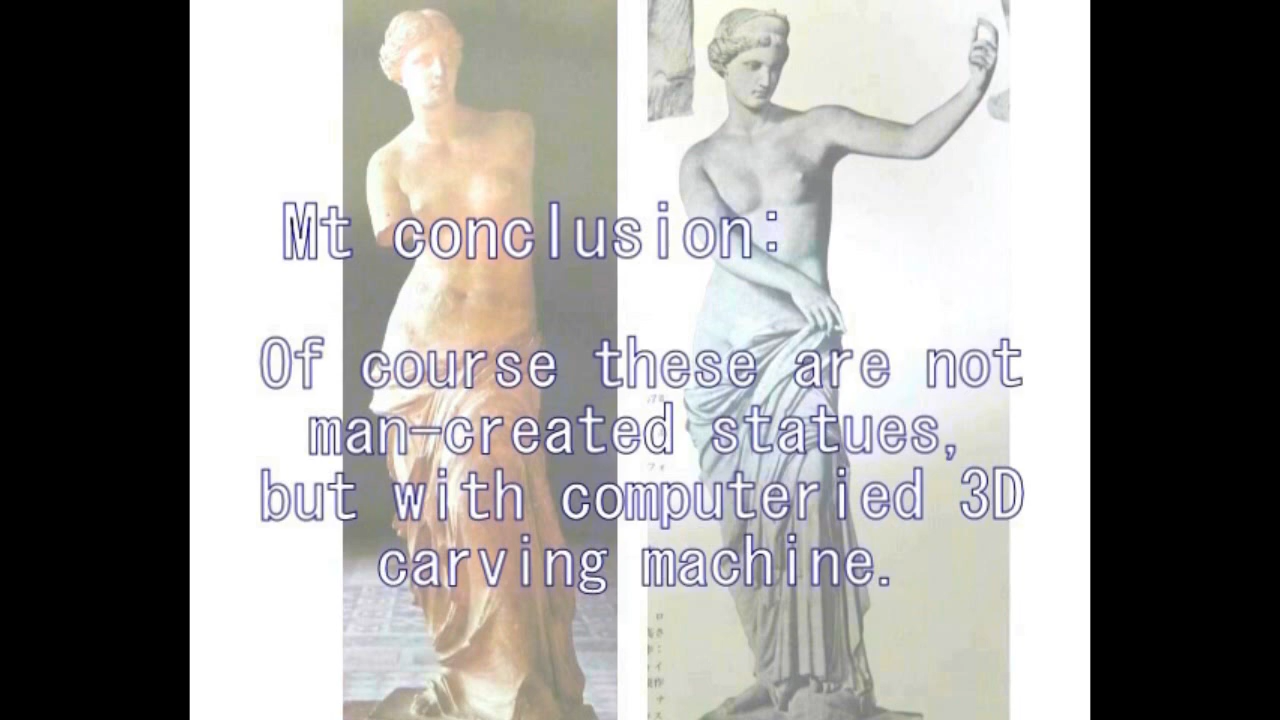 Mt conclusion:
Of course these are not
man-created statues,
but with computeried 3D
carving machine.